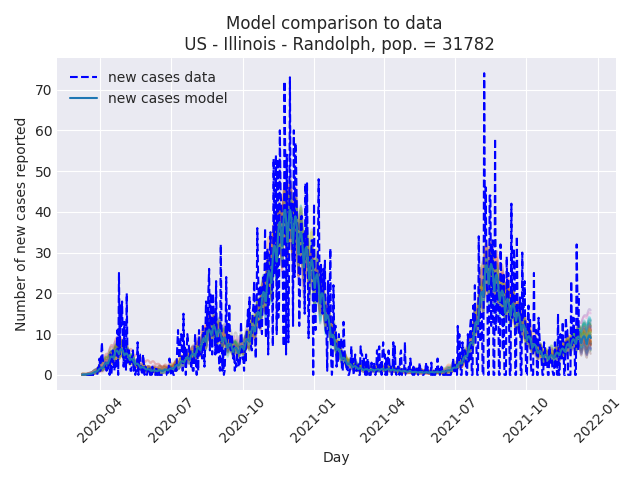 Model comparison to data
US - Illinois - Randolph, pop. = 31782
new cases data
new cases model
Number of new cases reported
70
60
50
40
30
20
10
0
2020-04
2020-07
2020-10
2021-01
2021-04
2021-07
2021-10
2022-01
Day